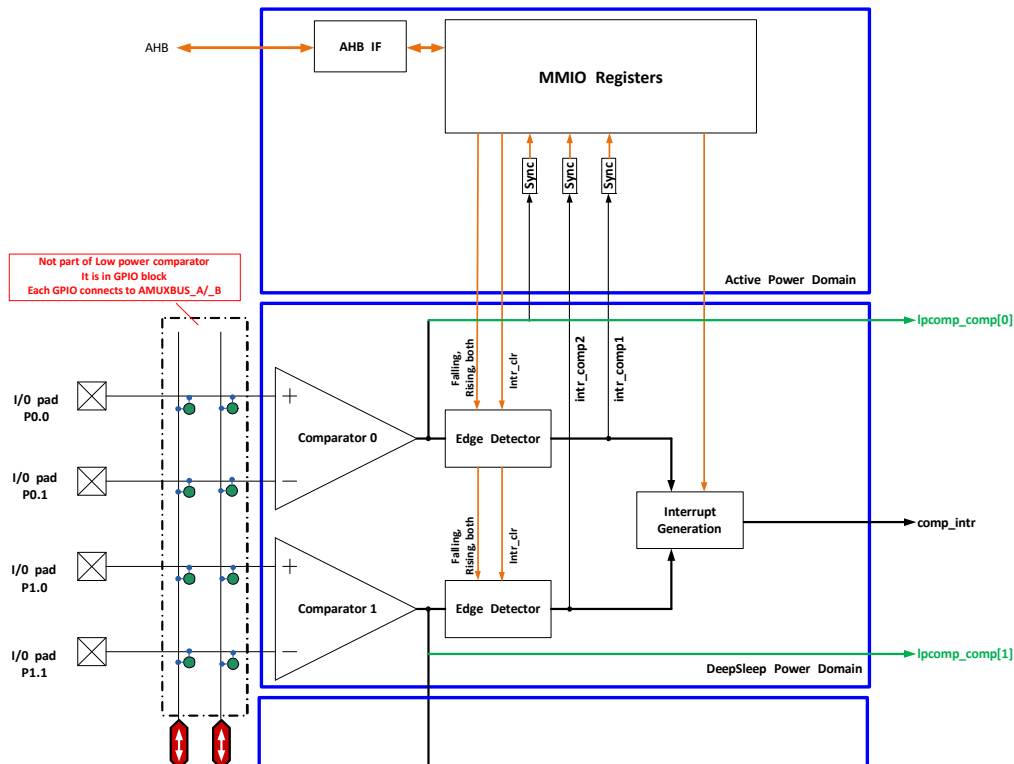 AHB
AHB IF
MMIO Registers
Sync
Sync
Sync
Active Power Domain
Not part of Low power comparator
It is in GPIO block
Each GPIO connects to AMUXBUS_A/_B
lpcomp_comp[0]
Falling,
Rising, both
Intr_clr
intr_comp2
intr_comp1
I/0 pad
P0.0
Comparator 0
Edge Detector
I/0 pad
P0.1
Interrupt
Generation
comp_intr
Falling,
Rising, both
Intr_clr
I/0 pad
P1.0
Comparator 1
Edge Detector
I/0 pad
P1.1
lpcomp_comp[1]
DeepSleep Power Domain